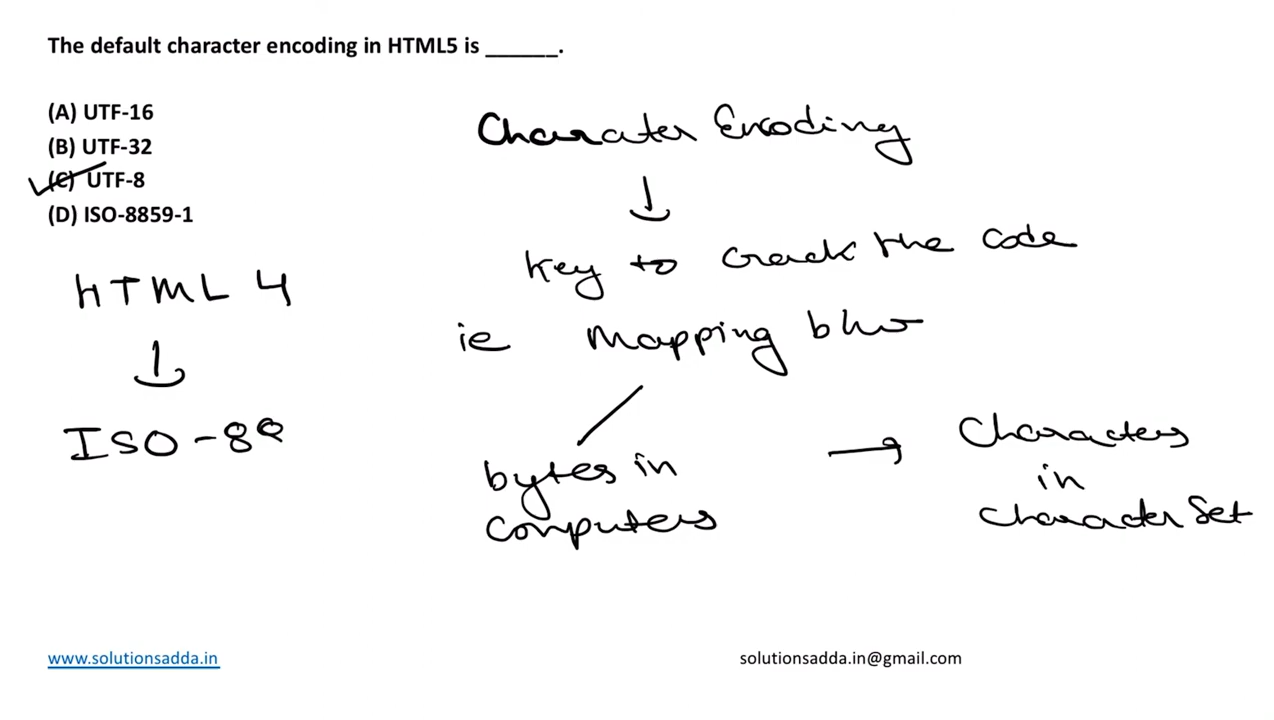 The default character encoding in HTML5 is ______.
(A) UTF-16
(B) UTF-32
(C) UTF-8
(D) ISO-8859-1
Charater Encoding
key to crack the code
ie Mapping b/w
bytes in
computers
Characters
in
character Set
HTML 4
ISO-88
www.solutionsadda.in
solutionsadda.in@gmail.com